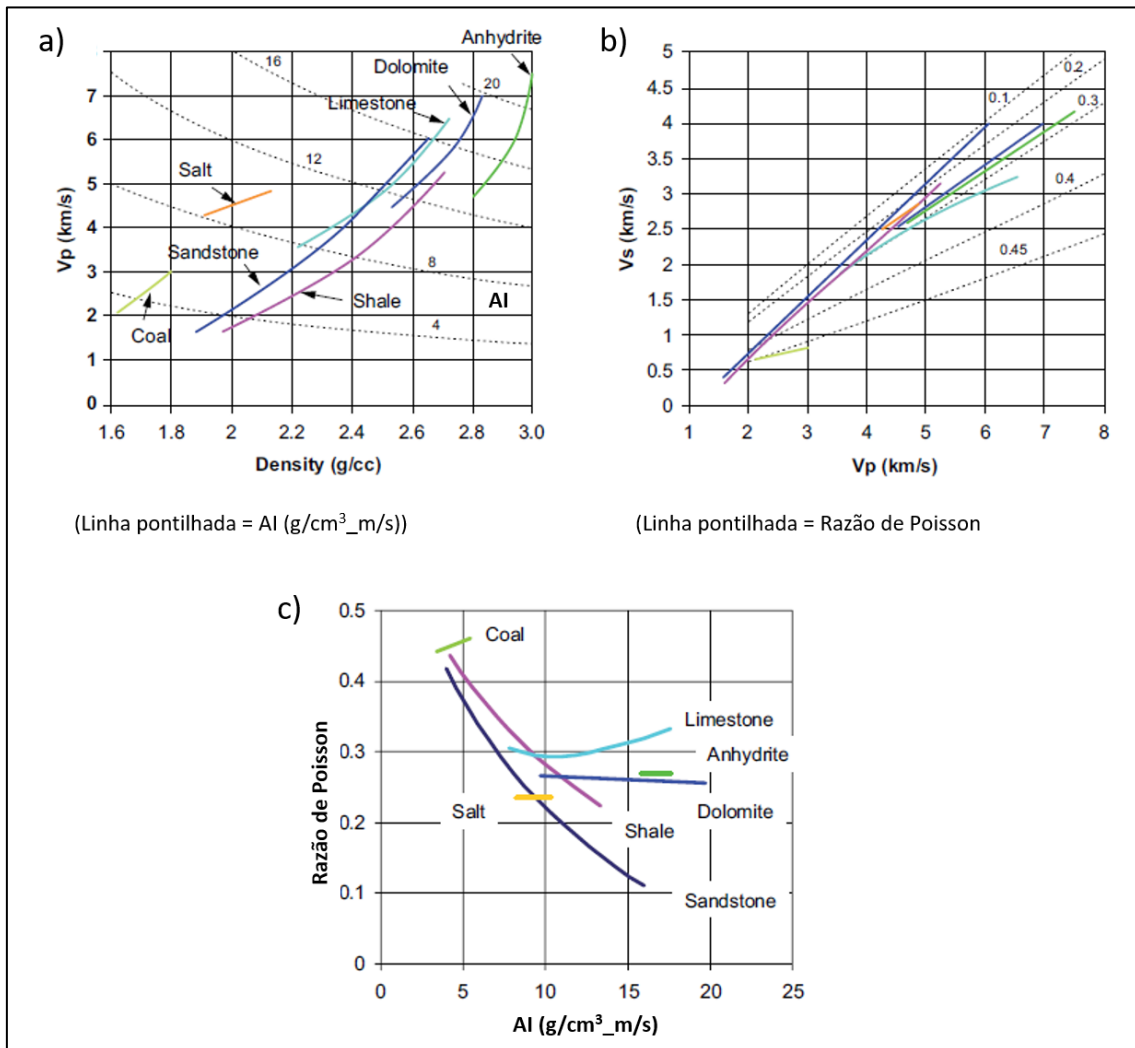 a)
Anhydrite
Dolomite
Limestone
Salt
Sandstone
Shale
Coal
AI
16
20
12
8
4
Vp (km/s)
7
6
5
4
3
2
1
0
1.6 1.8 2 2.2 2.4 2.6 2.8 3.0
Density (g/cc)
(Linha pontilhada = AI (g/cm³_m/s))
b)
Vs (km/s)
5
4.5
4
3.5
3
2.5
2
1.5
1
0.5
0
0.1
0.2
0.3
0.4
0.45
1 2 3 4 5 6 7 8
Vp (km/s)
(Linha pontilhada = Razão de Poisson
c)
Razão de Poisson
0.5
0.4
0.3
0.2
0.1
0
Coal
Limestone
Anhydrite
Salt
Dolomite
Shale
Sandstone
0 5 10 15 20 25
AI (g/cm³_m/s)